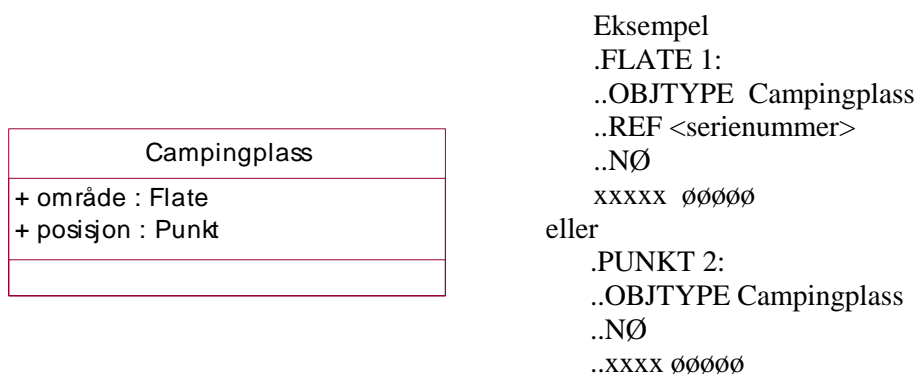 Campingplass
+ område : Flate
+ posisjon : Punkt
Eksempel
.FLATE 1:
..OBJTYPE  Campingplass
..REF <serienummer>
..NØ
xxxxx  øøøøø
eller
.PUNKT 2:
..OBJTYPE Campingplass
..NØ
..xxxx øøøøø